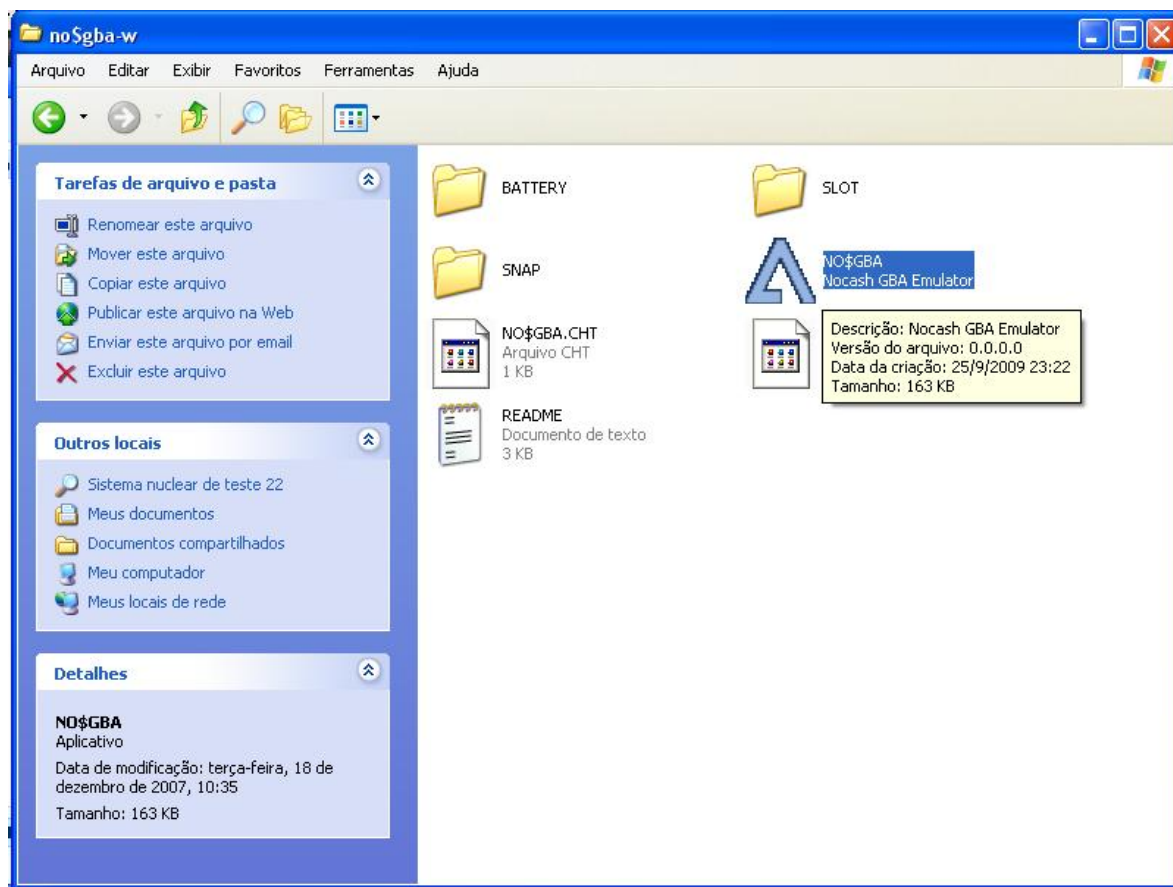 no$gba-w
Arquivo Editar Exibir Favoritos Ferramentas Ajuda
Tarefas de arquivo e pasta
Renomear este arquivo
Mover este arquivo
Copiar este arquivo
Publicar este arquivo na Web
Enviar este arquivo por email
Excluir este arquivo
Outros locais
Sistema nuclear de teste 22
Meus documentos
Documentos compartilhados
Meu computador
Meus locais de rede
Detalhes
NO$GBA
Aplicativo
Data de modificação: terça-feira, 18 de
dezembro de 2007, 10:35
Tamanho: 163 KB
BATTERY
SLOT
SNAP
NO$GBA
Nocash GBA Emulator
NO$GBA.CHT
Arquivo CHT
1 KB
Descrição: Nocash GBA Emulator
Versão do arquivo: 0.0.0.0
Data da criação: 25/9/2009 23:22
Tamanho: 163 KB
README
Documento de texto
3 KB